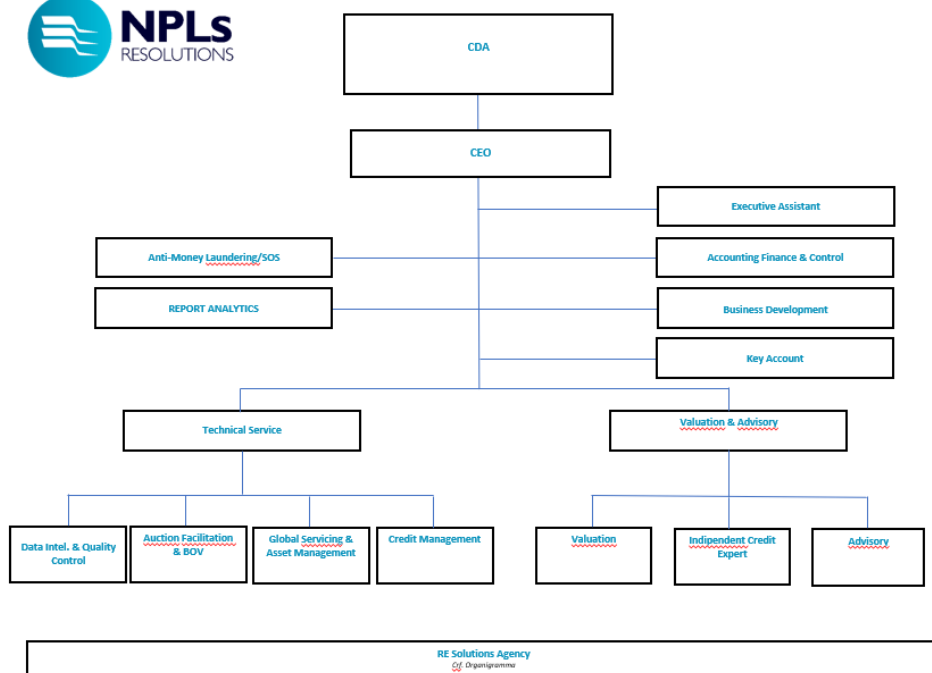 NPLs
RESOLUTIONS
CDA
CEO
Executive Assistant
Anti-Money Laundering/SOS
Accounting Finance & Control
REPORT ANALYTICS
Business Development
Key Account
Technical Service
Valuation & Advisory
Data Intel. & Quality
Control
Auction Facilitation
& BOV
Global Servicing &
Asset Management
Credit Management
Valuation
Indipendent Credit
Expert
Advisory
RE Solutions Agency
Crf. Organigramma